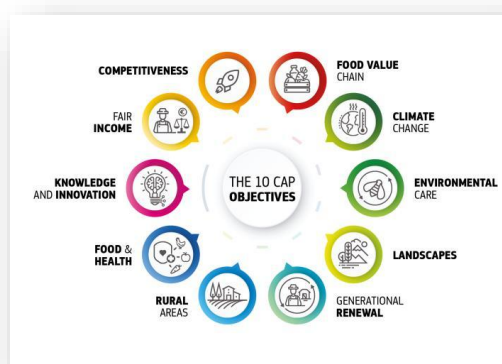 THE 10 CAP
OBJECTIVES
COMPETITIVENESS
FOOD VALUE
CHAIN
CLIMATE
CHANGE
ENVIRONMENTAL
CARE
LANDSCAPES
GENERATIONAL
RENEWAL
RURAL
AREAS
FOOD &
HEALTH
KNOWLEDGE
AND INNOVATION
FAIR
INCOME
€